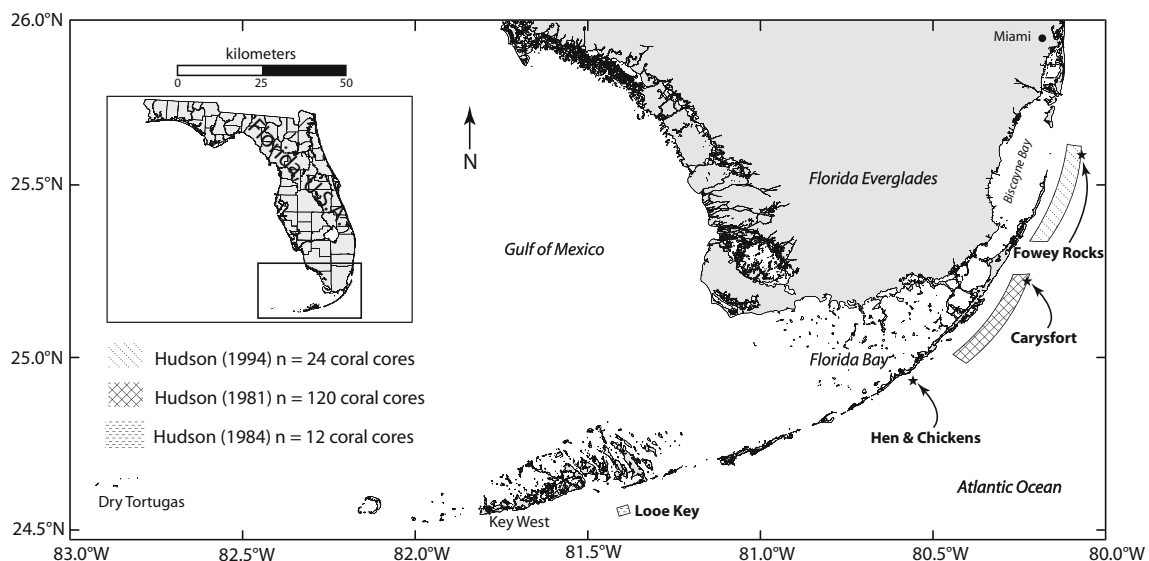 26.0°N
25.5°N
25.0°N
24.5°N
83.0°W
82.5°W
82.0°W
81.5°W
81.0°W
80.5°W
80.0°W
kilometers
0 25 50
Florida U.S.A.
N
Miami
Biscayne Bay
Florida Everglades
Gulf of Mexico
Fowey Rocks
Carysfort
Florida Bay
Hen & Chickens
Atlantic Ocean
Hudson (1994) n = 24 coral cores
Hudson (1981) n = 120 coral cores
Hudson (1984) n = 12 coral cores
Dry Tortugas
Key West
Looe Key